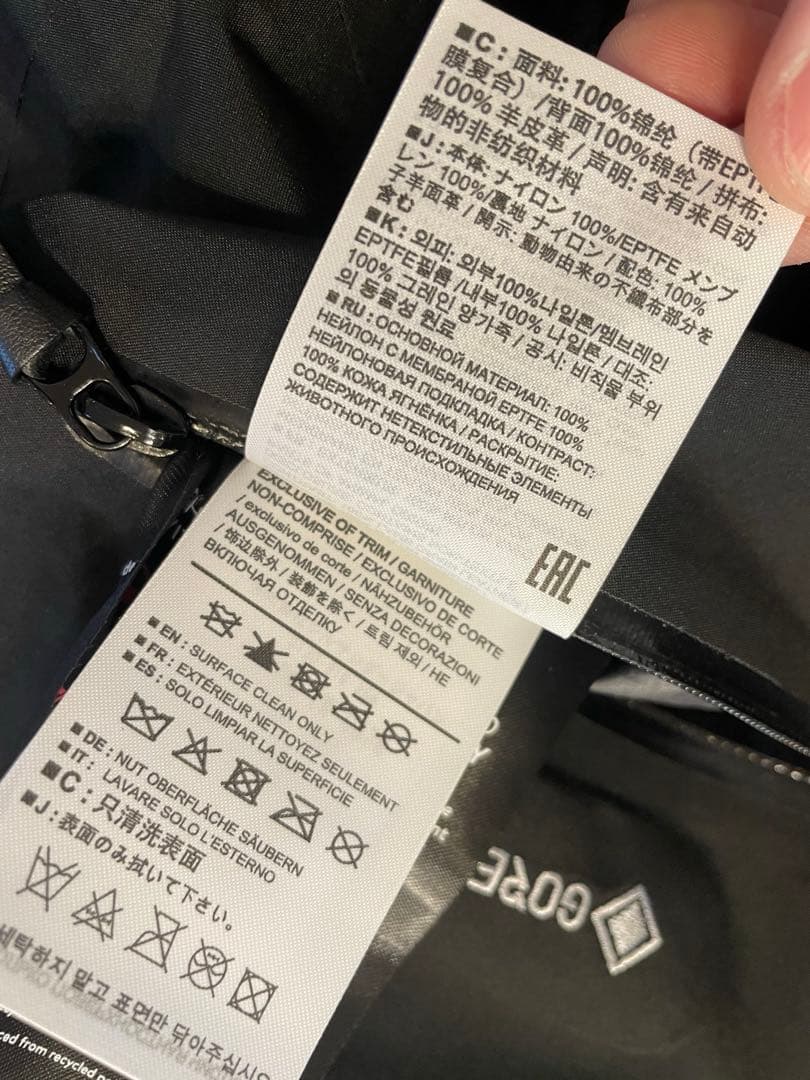 ■C：面料：100%锦纶（带EPT
膜复合）/背面100%锦纶/拼布：
100% 羊皮革/声明：含有来自动
物的非纺织材料
■J：本体：ナイロン 100%/EPTFE メンブ
レン 100%/裏地 ナイロン/配色：100%
子羊面革/開示：動物由来の不織布部分を
含む
■K：외피：외부100%나일론/멤브레인
EPTFE필름/내부100% 나일론/대조：
100% 그레인 양가죽/공시：비직물 부위
의 동물성 원료
■RU：ОСНОВНОЙ МАТЕРИАЛ: 100%
НЕЙЛОН С МЕМБРАНОЙ EPTFE 100%
НЕЙЛОНОВАЯ ПОДКЛАДКА / КОНТРАСТ:
100% КОЖА ЯГНЁНКА / РАСКРЫТИЕ:
СОДЕРЖИТ НЕТЕКСТИЛЬНЫЕ ЭЛЕМЕНТЫ
ЖИВОТНОГО ПРОИСХОЖДЕНИЯ
EAC
EXCLUSIVE OF TRIM / GARNITURE
NON-COMPRISE / EXCLUSIVO DE CORTE
/ exclusivo de corte / NÄHZUBEHÖR
AUSGENOMMEN / SENZA DECORAZIONI
/ 饰边除外 / 装飾を除く / 트림 제외 / НЕ
ВКЛЮЧАЯ ОТДЕЛКУ
■EN: SURFACE CLEAN ONLY
■FR: EXTÉRIEUR NETTOYEZ SEULEMENT
■ES: SOLO LIMPIAR LA SUPERFICIE
■DE: NUT OBERFLÄCHE SÄUBERN
■IT: LAVARE SOLO L'ESTERNO
■C：只清洗表面
■J：表面のみ拭いて下さい。
세탁하지 말고 표면만 닦아주십시오
GORE
ced from recycled